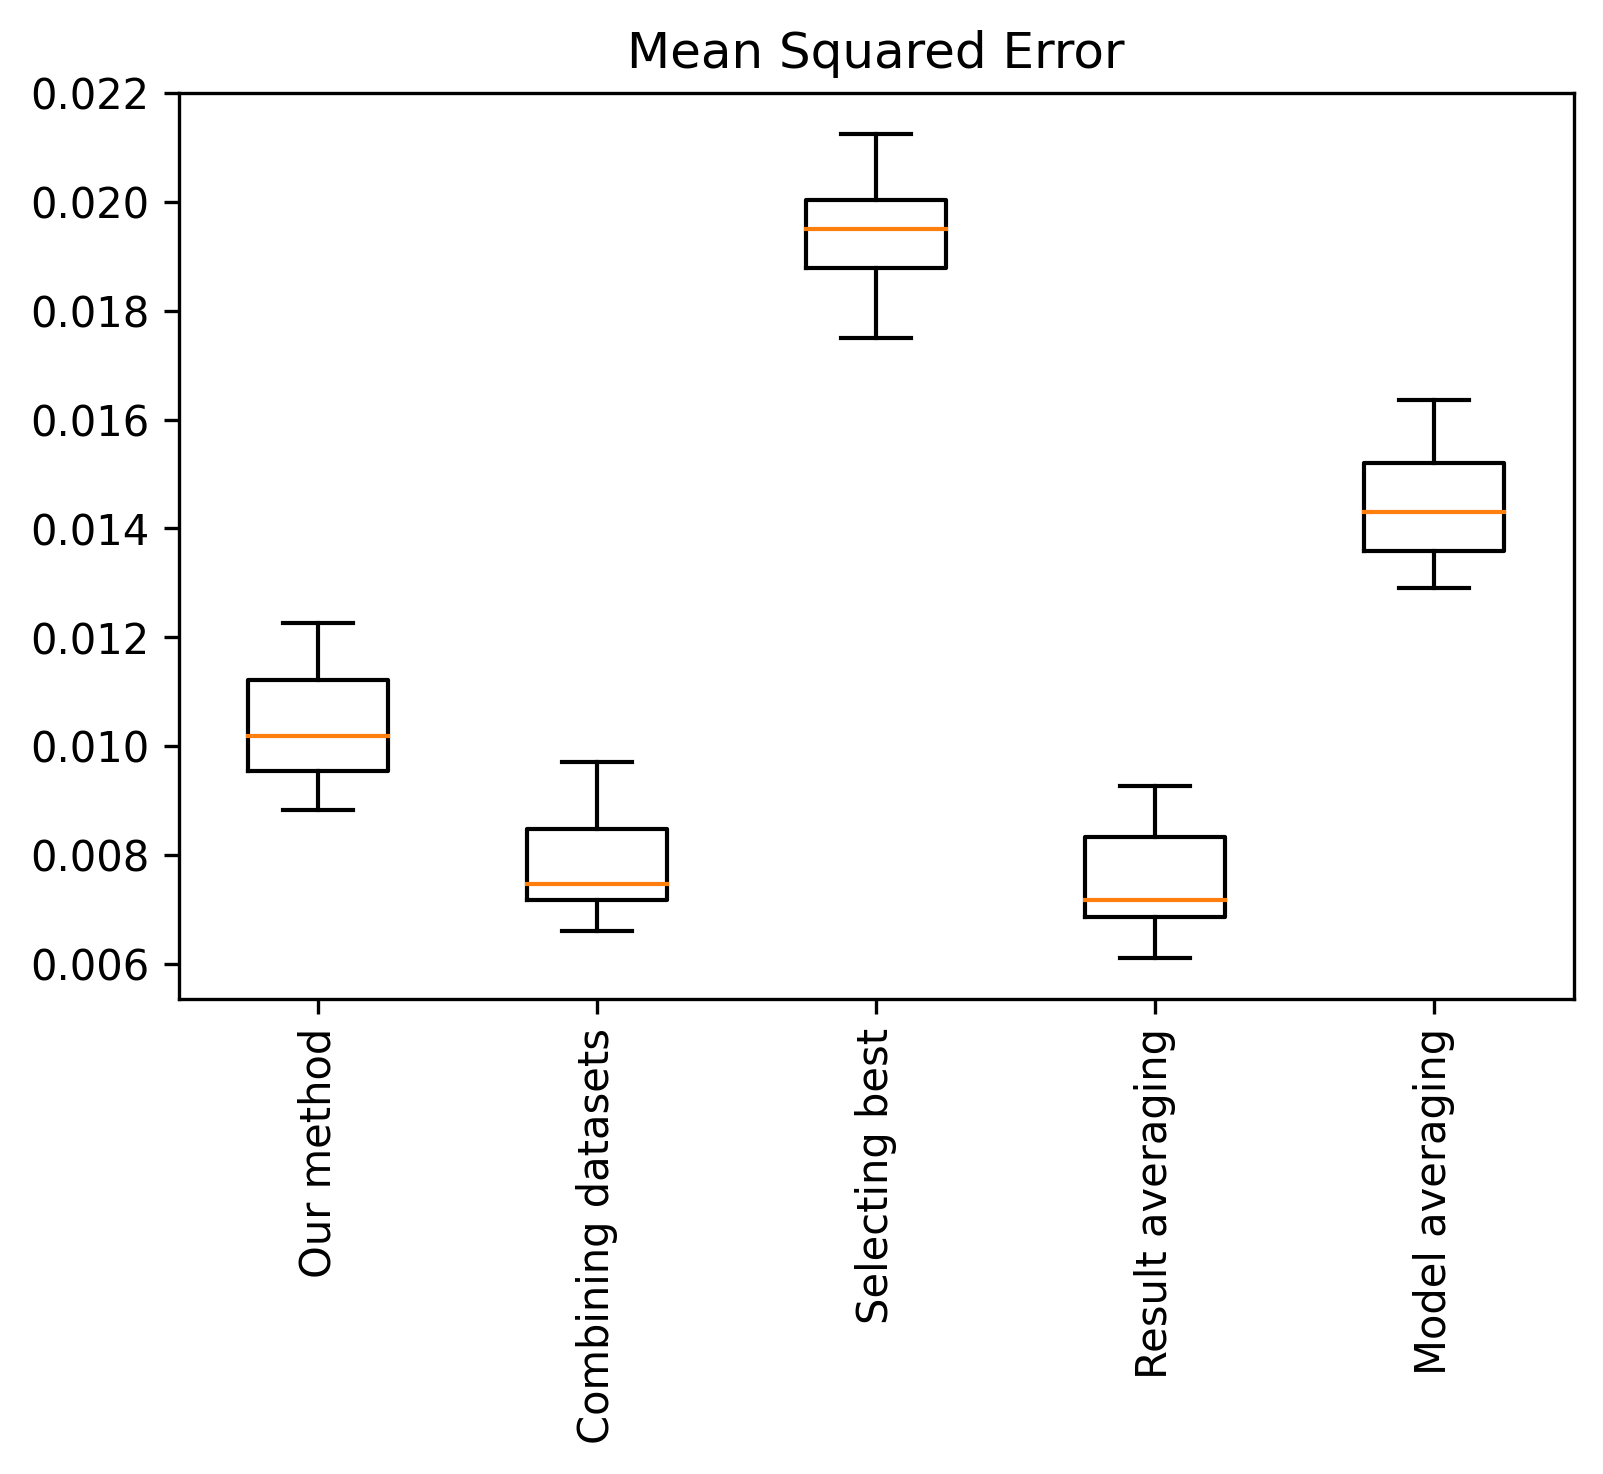 Mean Squared Error
0.022
0.020
0.018
0.016
0.014
0.012
0.010
0.008
0.006
Our method
Combining datasets
Selecting best
Result averaging
Model averaging